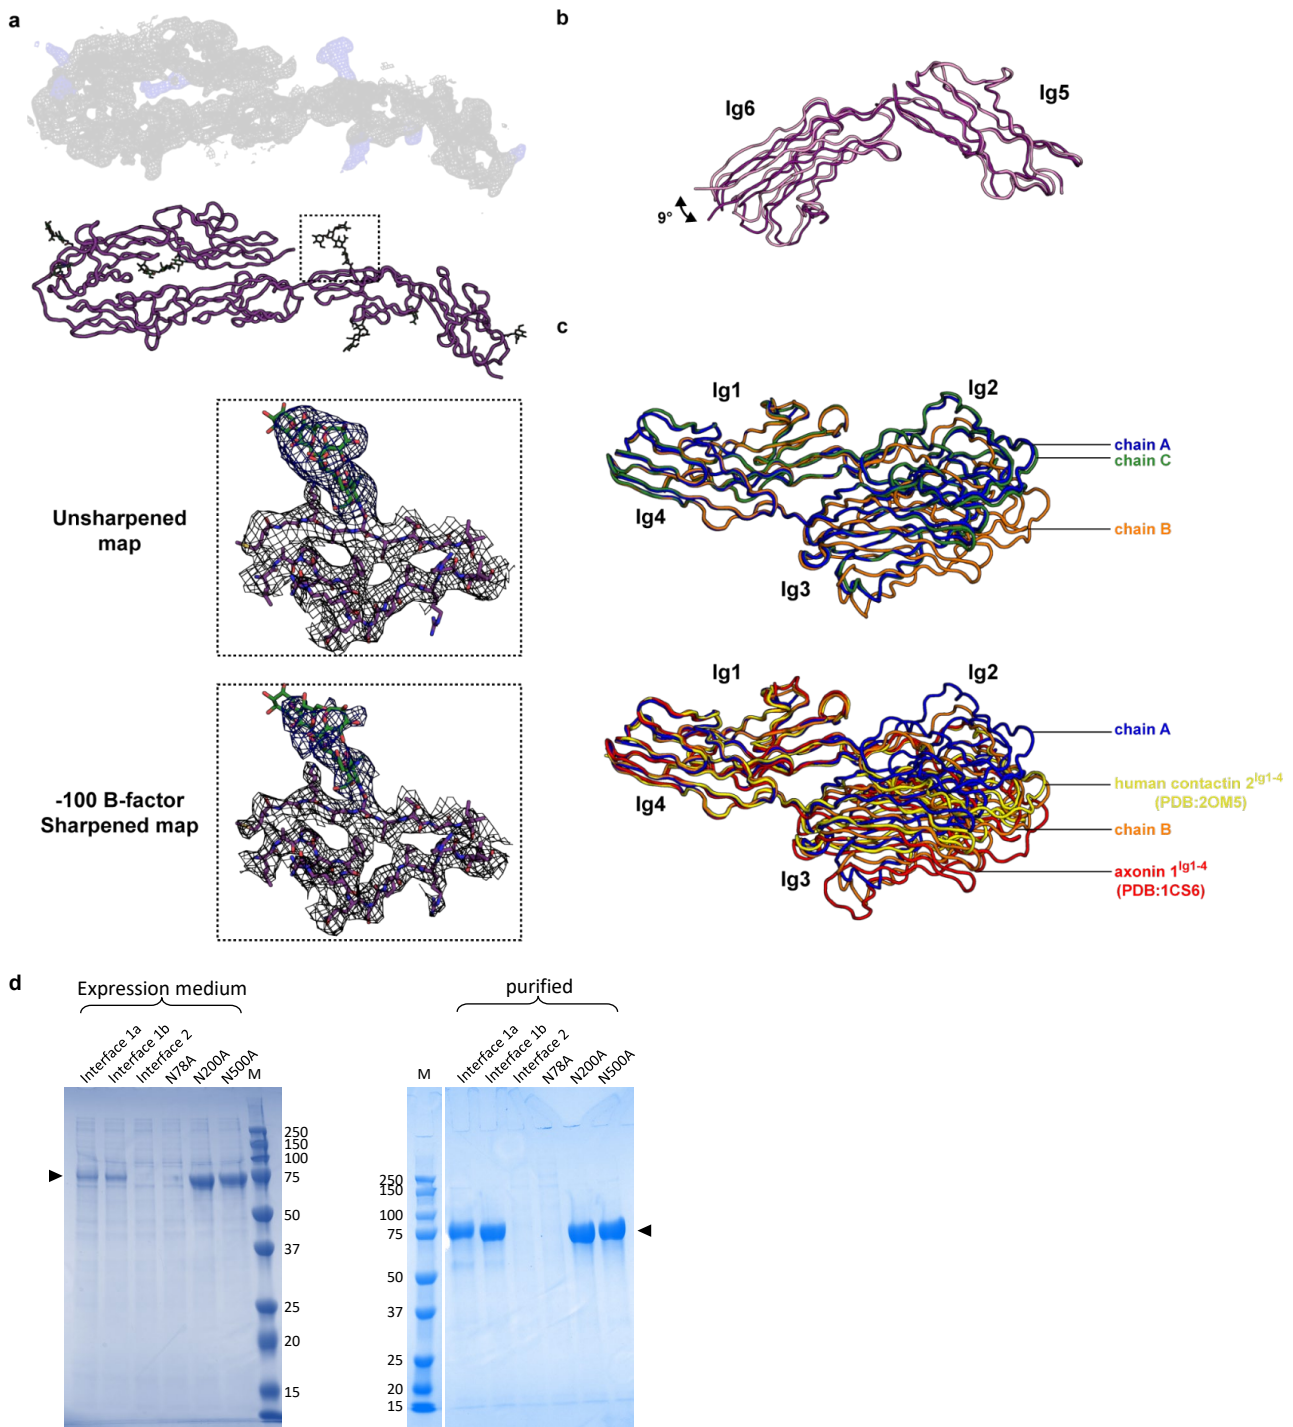 a
Unsharpened
map
-100 B-factor
Sharpened map
b
Ig6
Ig5
9°
c
Ig1
Ig2
chain A
chain C
Ig4
chain B
Ig3
Ig1
Ig2
chain A
human contactin 2Ig1-4
(PDB:2OM5)
Ig4
chain B
Ig3
axonin 1Ig1-4
(PDB:1CS6)
d
Expression medium
Interface 1a
Interface 1b
Interface 2
N78A
N200A
N500A
M
250
150
100
75
50
37
25
20
15
purified
M
Interface 1a
Interface 1b
Interface 2
N78A
N200A
N500A
250
150
100
75
50
37
25
20
15